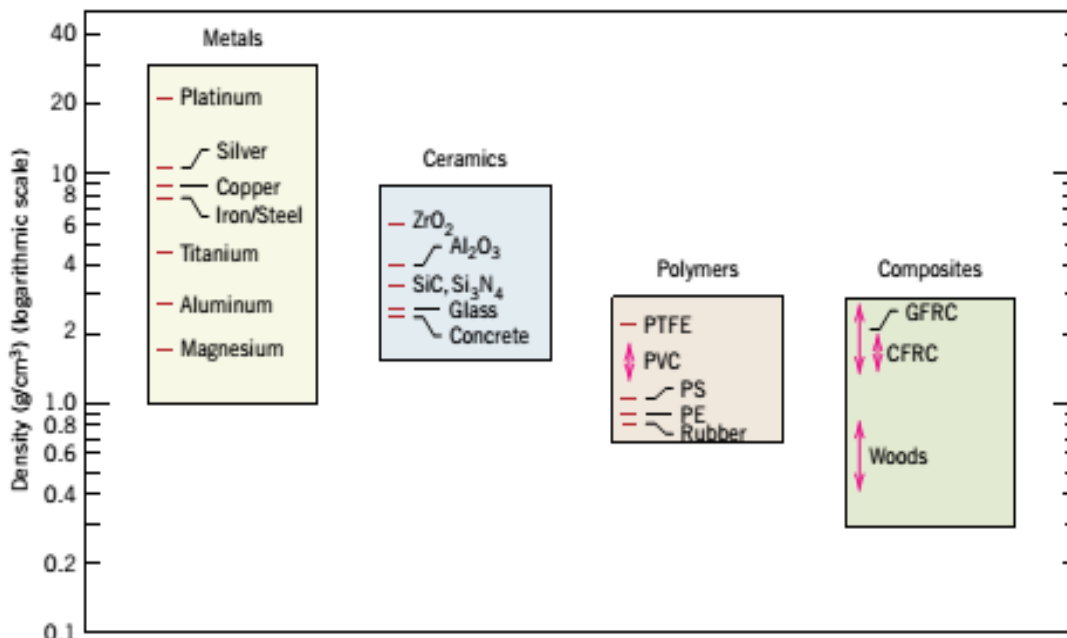 Density (g/cm³) (logarithmic scale)
40
20
10
8
6
4
2
1.0
0.8
0.6
0.4
0.2
0.1
Metals
Platinum
Silver
Copper
Iron/Steel
Titanium
Aluminum
Magnesium
Ceramics
ZrO₂
Al₂O₃
SiC, Si₃N₄
Glass
Concrete
Polymers
PTFE
PVC
PS
PE
Rubber
Composites
GFRC
CFRC
Woods